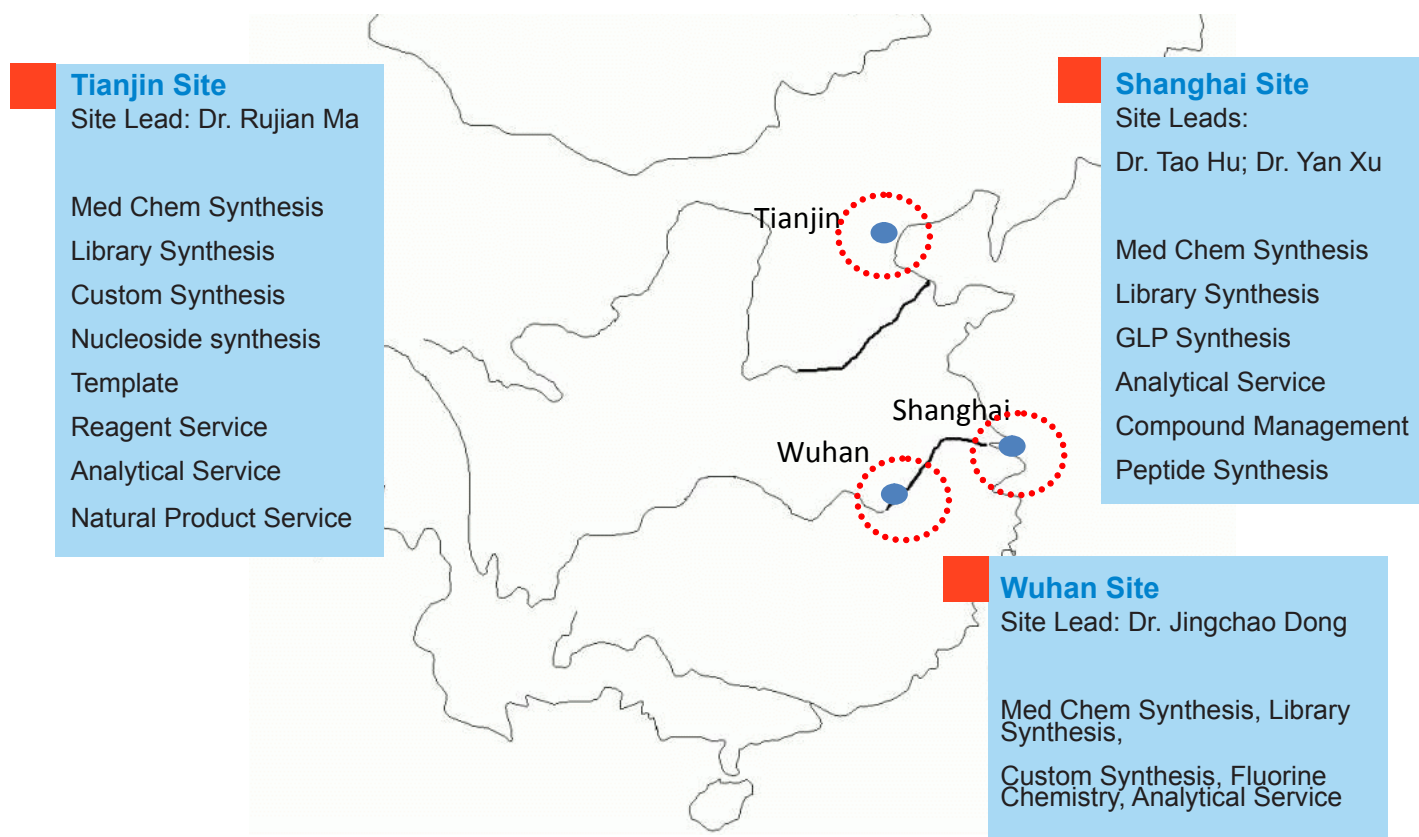 Tianjin Site
Site Lead: Dr. Rujian Ma
Med Chem Synthesis
Library Synthesis
Custom Synthesis
Nucleoside synthesis
Template
Reagent Service
Analytical Service
Natural Product Service
Tianjin
Shanghai
Wuhan
Shanghai Site
Site Leads:
Dr. Tao Hu; Dr. Yan Xu
Med Chem Synthesis
Library Synthesis
GLP Synthesis
Analytical Service
Compound Management
Peptide Synthesis
Wuhan Site
Site Lead: Dr. Jingchao Dong
Med Chem Synthesis, Library
Synthesis,
Custom Synthesis, Fluorine
Chemistry, Analytical Service